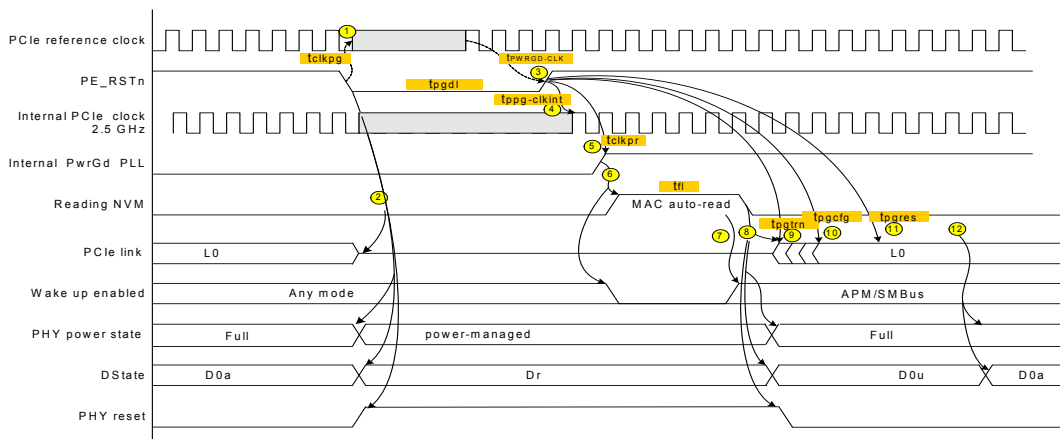 1
PCIe reference clock
tclkpg
tPWRGD-CLK
3
PE_RSTn
tpgdl
tppg-clkint
4
Internal PCIe clock
2.5 GHz
5
tclkpr
Internal PwrGd PLL
6
tfl
2
Reading NVM
MAC auto-read
tpgtrn
tpgcfg
tpgres
7
8
9
10
11
12
PCIe link
L0
L0
Wake up enabled
Any mode
APM/SMBus
PHY power state
Full
power-managed
Full
DState
D0a
Dr
D0u
D0a
PHY reset